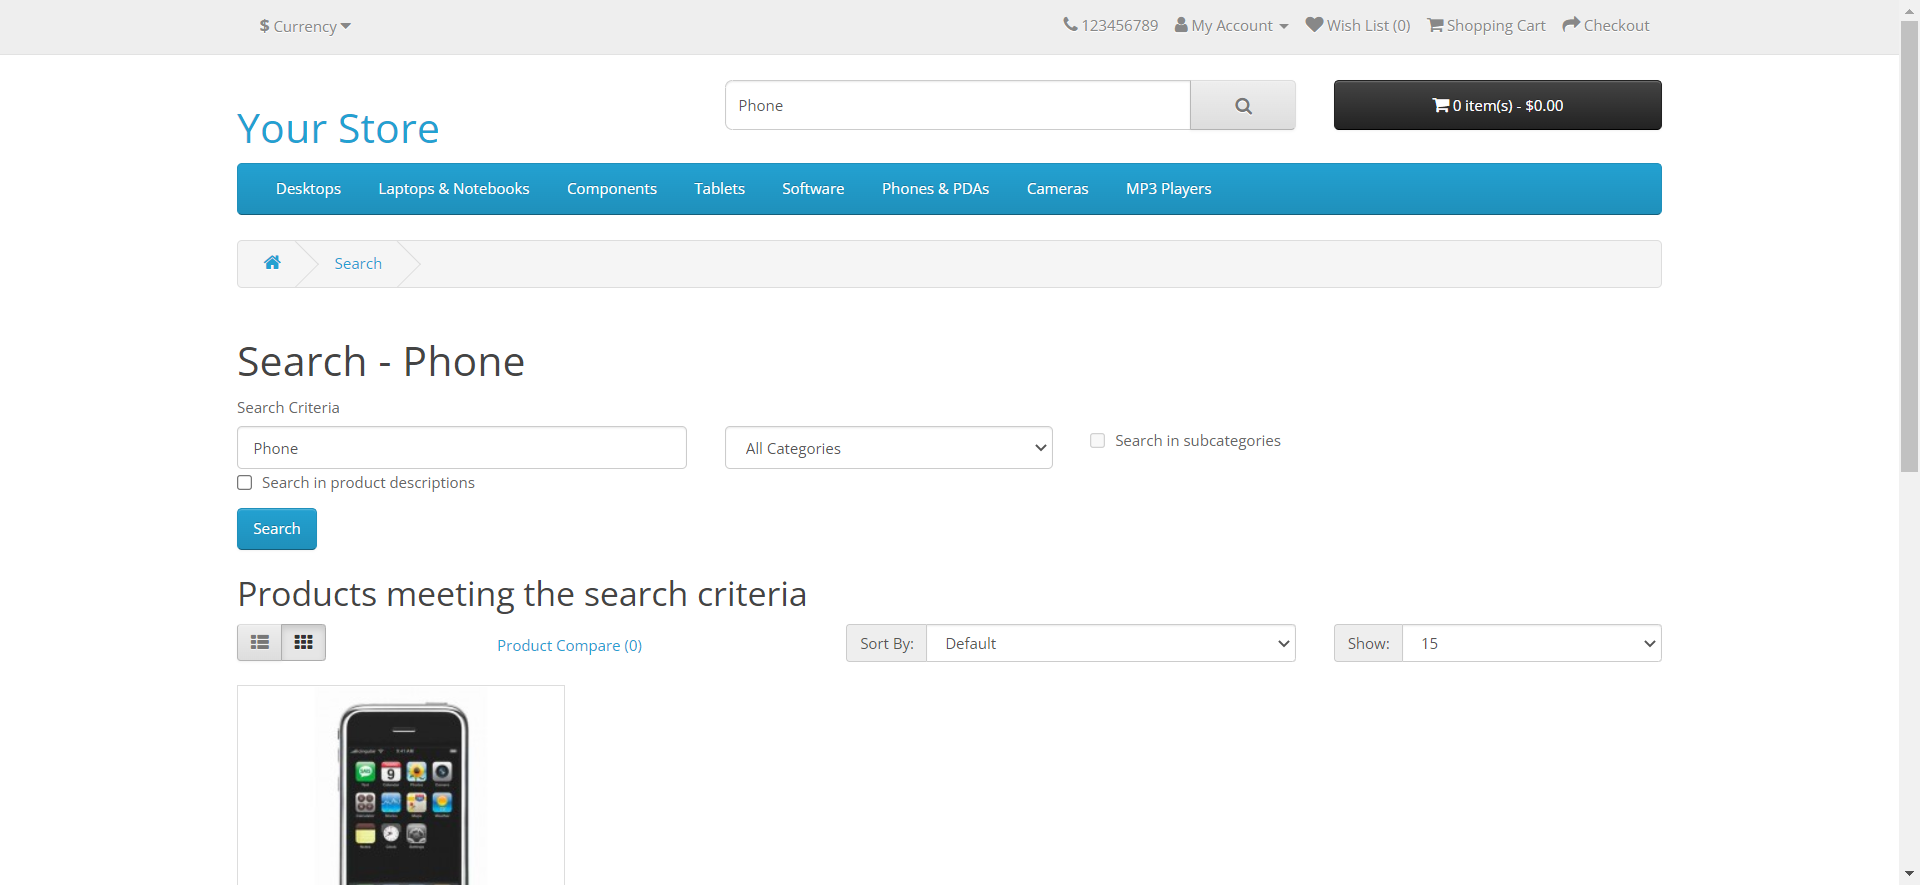 $ Currency
123456789
My Account
Wish List (0)
Shopping Cart
Checkout
Your Store
Phone
0 item(s) - $0.00
Desktops
Laptops & Notebooks
Components
Tablets
Software
Phones & PDAs
Cameras
MP3 Players
Search
Search - Phone
Search Criteria
Phone
All Categories
Search in subcategories
Search in product descriptions
Search
Products meeting the search criteria
Product Compare (0)
Sort By:
Default
Show:
15
9